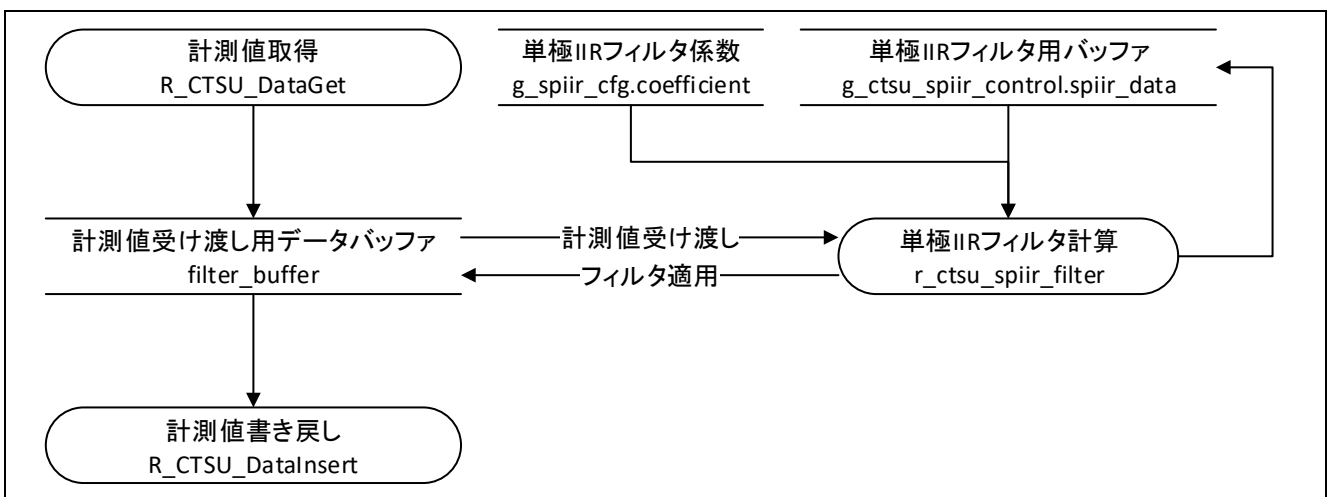 計測値取得
R_CTSU_DataGet
単極IIRフィルタ係数
g_spiir_cfg.coefficient
単極IIRフィルタ用バッファ
g_ctsu_spiir_control.spiir_data
計測値受け渡し用データバッファ
filter_buffer
計測値受け渡し
フィルタ適用
単極IIRフィルタ計算
r_ctsu_spiir_filter
計測値書き戻し
R_CTSU_DataInsert